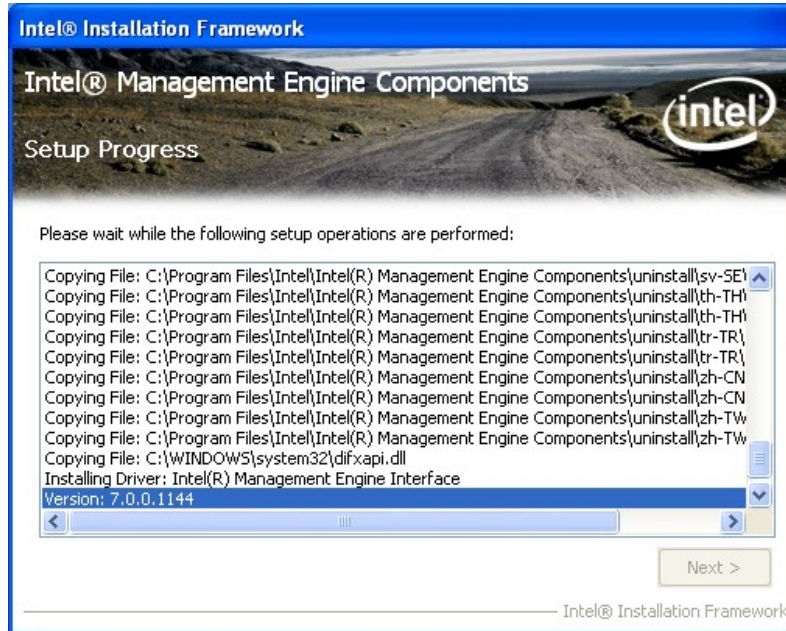 Intel® Installation Framework
Intel® Management Engine Components
intel
Setup Progress
Please wait while the following setup operations are performed:
Copying File: C:\Program Files\Intel\Intel(R) Management Engine Components\uninstall\sv-SE\
Copying File: C:\Program Files\Intel\Intel(R) Management Engine Components\uninstall\th-TH\
Copying File: C:\Program Files\Intel\Intel(R) Management Engine Components\uninstall\th-TH\
Copying File: C:\Program Files\Intel\Intel(R) Management Engine Components\uninstall\tr-TR\
Copying File: C:\Program Files\Intel\Intel(R) Management Engine Components\uninstall\tr-TR\
Copying File: C:\Program Files\Intel\Intel(R) Management Engine Components\uninstall\zh-CN
Copying File: C:\Program Files\Intel\Intel(R) Management Engine Components\uninstall\zh-CN
Copying File: C:\Program Files\Intel\Intel(R) Management Engine Components\uninstall\zh-TW
Copying File: C:\Program Files\Intel\Intel(R) Management Engine Components\uninstall\zh-TW
Copying File: C:\WINDOWS\system32\difxapi.dll
Installing Driver: Intel(R) Management Engine Interface
Version: 7.0.0.1144
Next >
Intel® Installation Framework